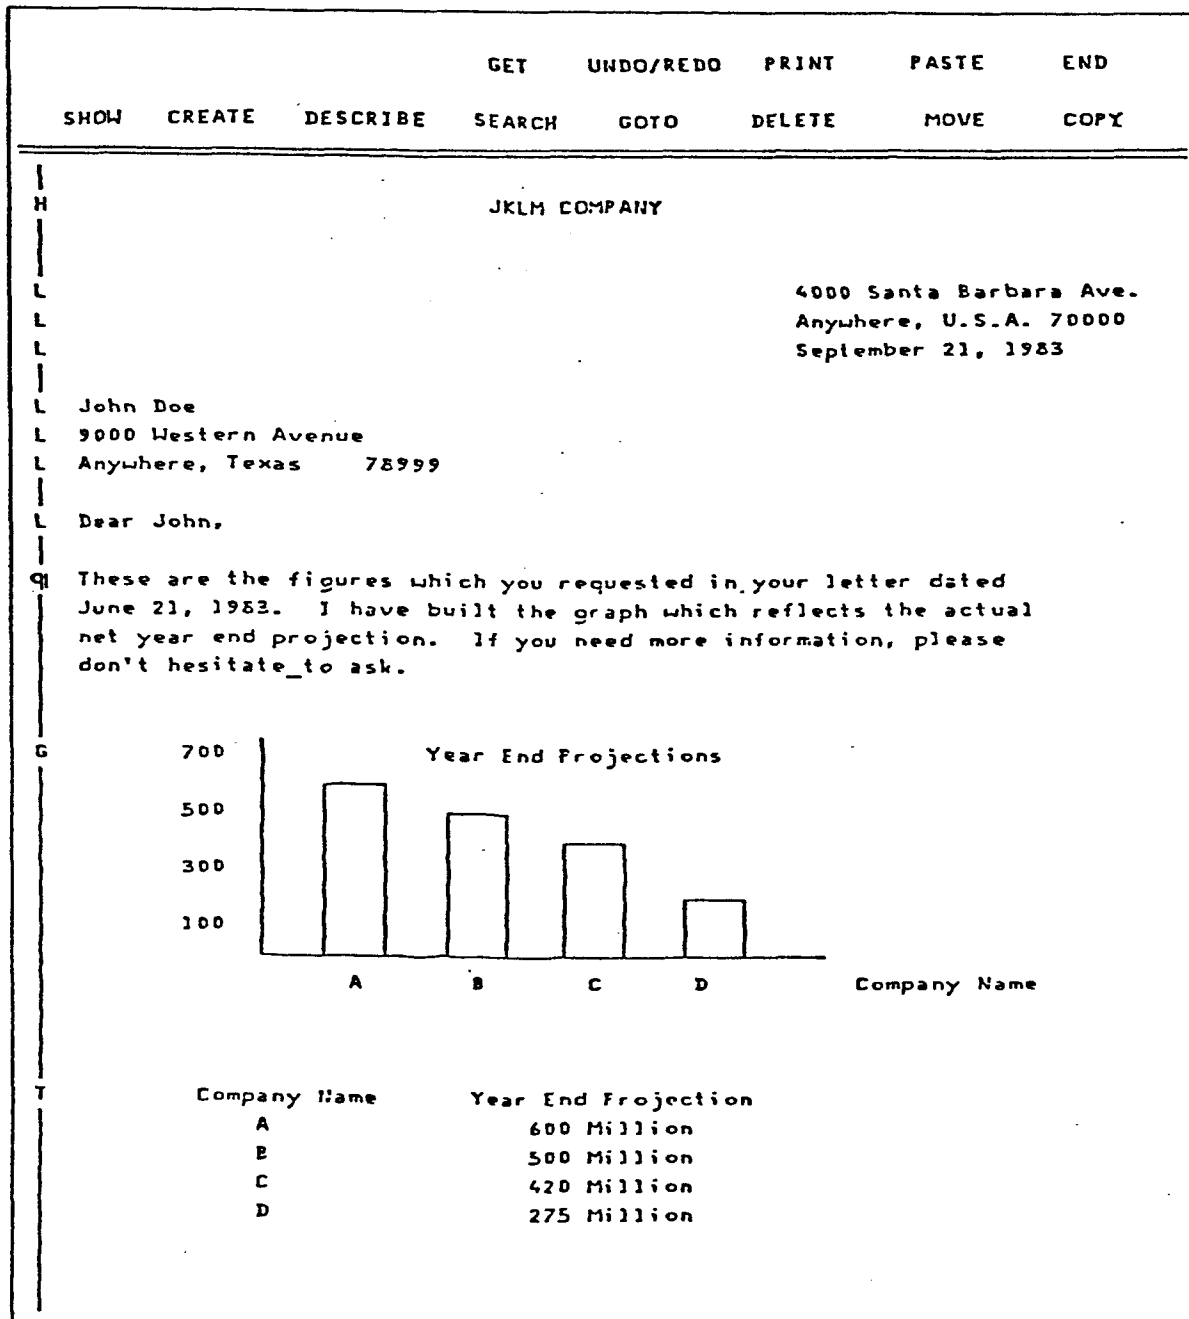 GET UNDO/REDO PRINT PASTE END
SHOW CREATE DESCRIBE SEARCH GOTO DELETE MOVE COPY
H JKLM COMPANY
L 4000 Santa Barbara Ave.
L Anywhere, U.S.A. 70000
L September 21, 1983
L John Doe
L 9000 Western Avenue
L Anywhere, Texas 78999
L Dear John,
¶ These are the figures which you requested in your letter dated
June 21, 1983. I have built the graph which reflects the actual
net year end projection. If you need more information, please
don't hesitate_to ask.
G 700 Year End Projections
500
300
100
A B C D Company Name
T Company Name Year End Projection
A 600 Million
B 500 Million
C 420 Million
D 275 Million